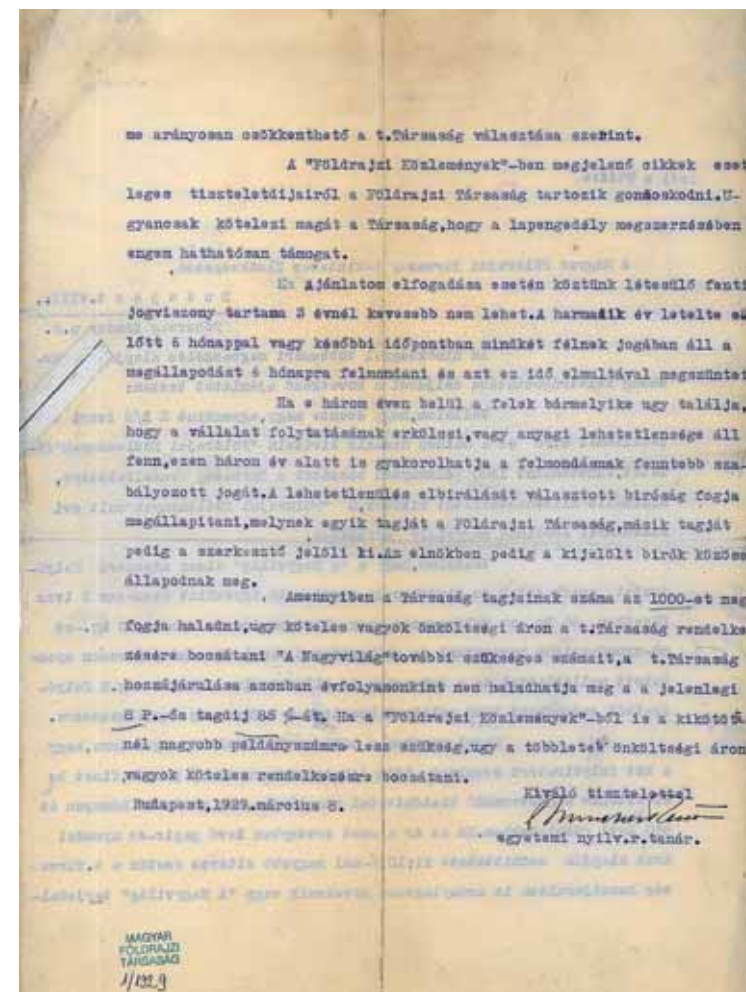 me arányosan csökkenthető a t.Társaság választása szerint.
A "Földrajzi Közlemények"-ben megjelenő cikkek eset
leges tiszteletdijairól a Földrajzi Társaság tartozik gondoskodni.U-
gyancsak kötelezi magát a Társaság,hogy a lapengedély megszerzésében
engem hathatósan támogat.
Ha ajánlatom elfogadása esetén köztünk létesülő fenti
jogviszony tartama 3 évnél kevesebb nem lehet.A harmadik év letelte e
lőtt 6 hónappal vagy későbbi időpontban mindkét félnek jogában áll a
megállapodást 6 hónapra felmondani és azt ez idő elmultával megszüntet
Ha e három éven belül a felek bármelyike ugy találja,
hogy a vállalat folytatásának erkölcsi,vagy anyagi lehetetlensége áll
fenn,ezen három év alatt is gyakorolhatja a felmondásnak fenntebb sza-
bályozott jogát.A lehetetlenülés elbirálását választott biróság fogja
megállapitani,melynek egyik tagját a Földrajzi Társaság,másik tagját
pedig a szerkesztő jelöli ki.Az elnökben pedig a kijelölt birák közöse
állapodnak meg.
Amennyiben a Társaság tagjainak száma az 1000-et meg
fogja haladni,ugy köteles vagyok önköltségi áron a t.Társaság rendelke
zésére bocsátani "A Nagyvilág"további szükséges számait,a t.Társaság
hozzájárulása azonban évfolyamonkint nem haladhatja meg a a jelenlegi
8 P.-ős tagdij 85 %-át. Ha a "Földrajzi Közlemények"-ből is a kikötött
nél nagyobb példányszámra lesz szükség,ugy a többletet önköltségi áron
vagyok köteles rendelkezésre bocsátani.
Kiváló tisztelettel
Budapest,1929.március 8.
egyetemi nyilv.r.tanár.
MAGYAR
FÖLDRAJZI
TÁRSASÁG
1/1929